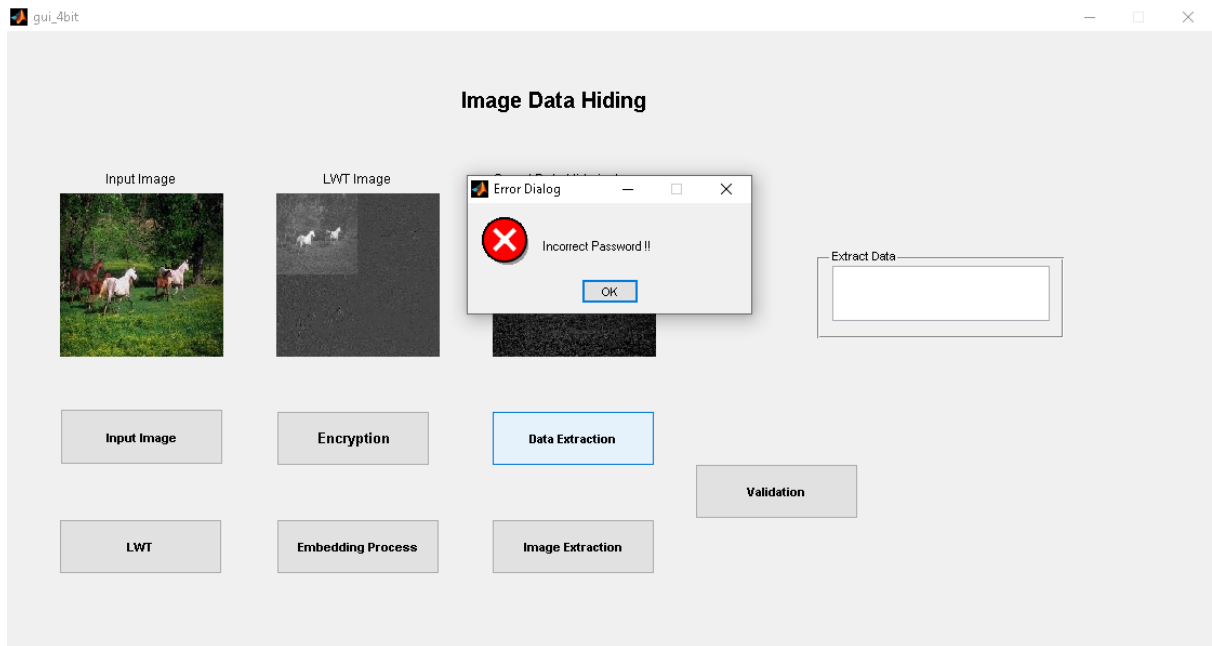 gui_4bit
Image Data Hiding
Input Image
LWT Image
Error Dialog
Incorrect Password !!
OK
Extract Data
Input Image
Encryption
Data Extraction
Validation
LWT
Embedding Process
Image Extraction